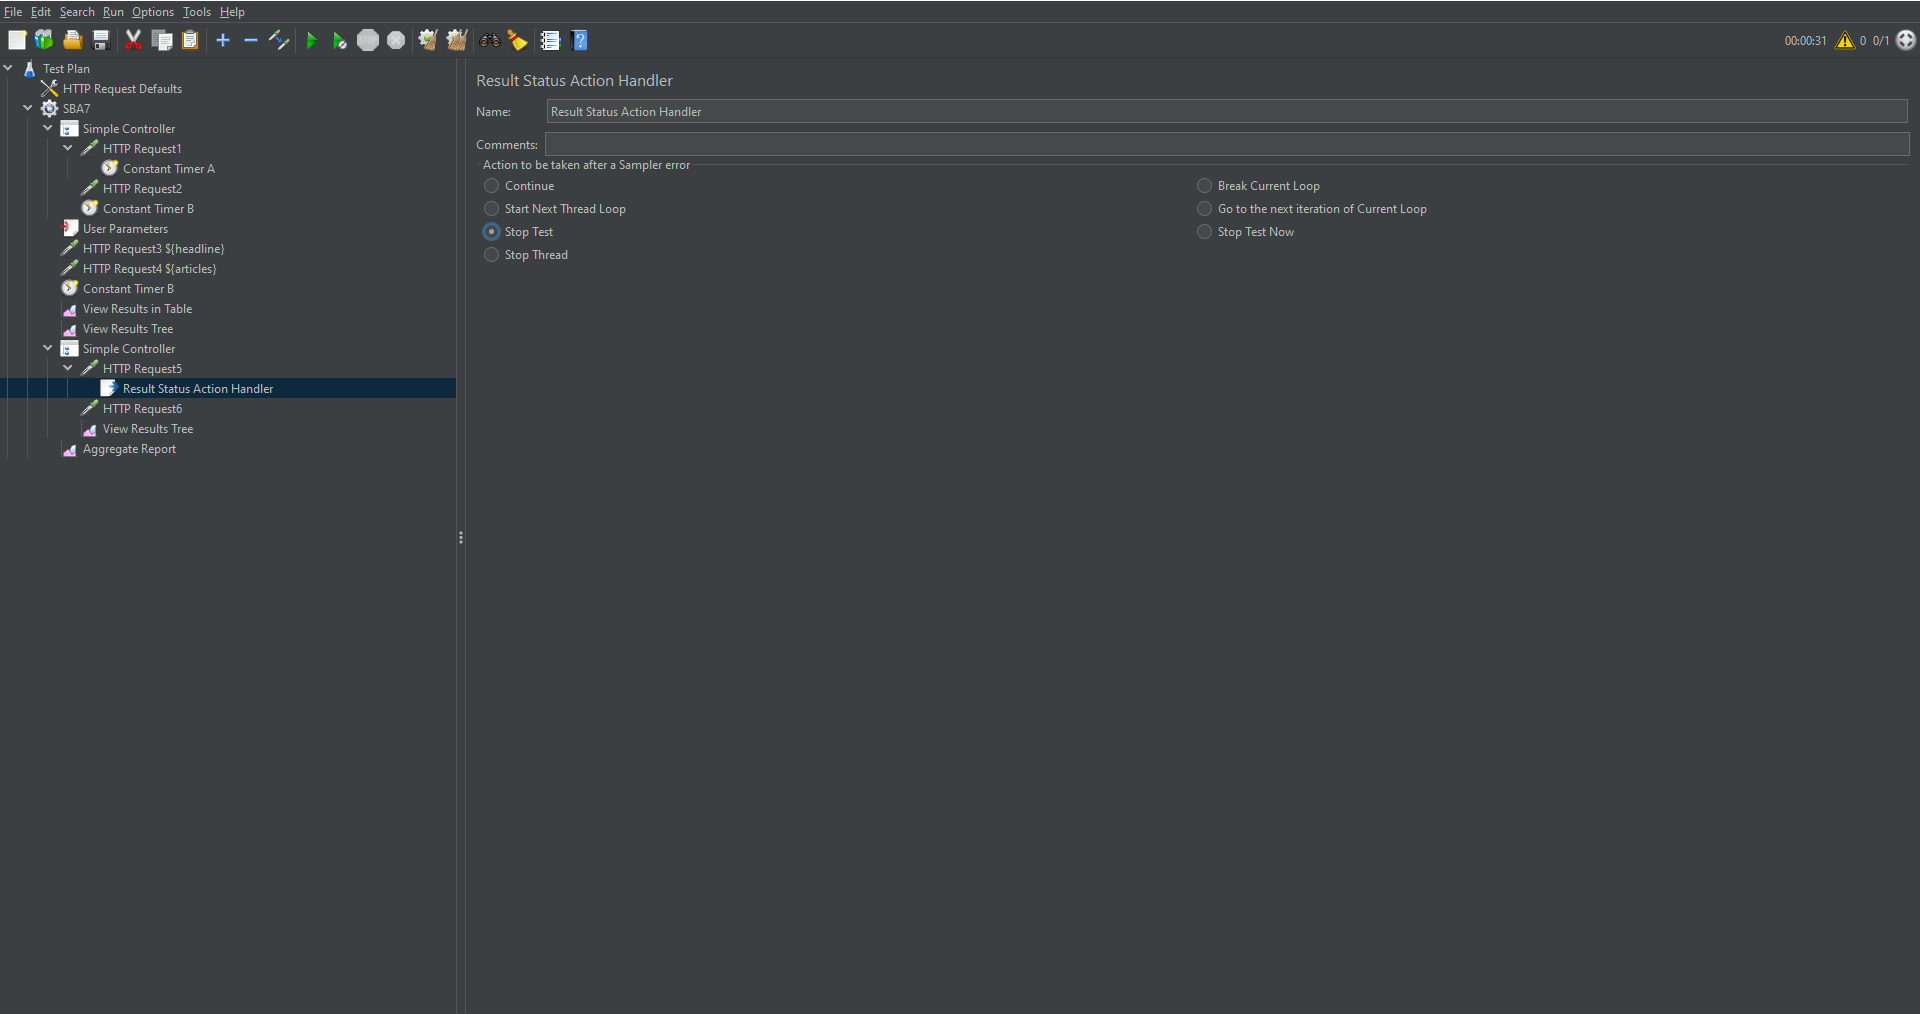 File Edit Search Run Options Tools Help
00:00:31 0 0/1
Test Plan
HTTP Request Defaults
SBA7
Simple Controller
HTTP Request1
Constant Timer A
HTTP Request2
Constant Timer B
User Parameters
HTTP Request3 ${headline}
HTTP Request4 ${articles}
Constant Timer B
View Results in Table
View Results Tree
Simple Controller
HTTP Request5
Result Status Action Handler
HTTP Request6
View Results Tree
Aggregate Report
Result Status Action Handler
Name: Result Status Action Handler
Comments:
Action to be taken after a Sampler error
Continue
Break Current Loop
Start Next Thread Loop
Go to the next iteration of Current Loop
Stop Test
Stop Test Now
Stop Thread